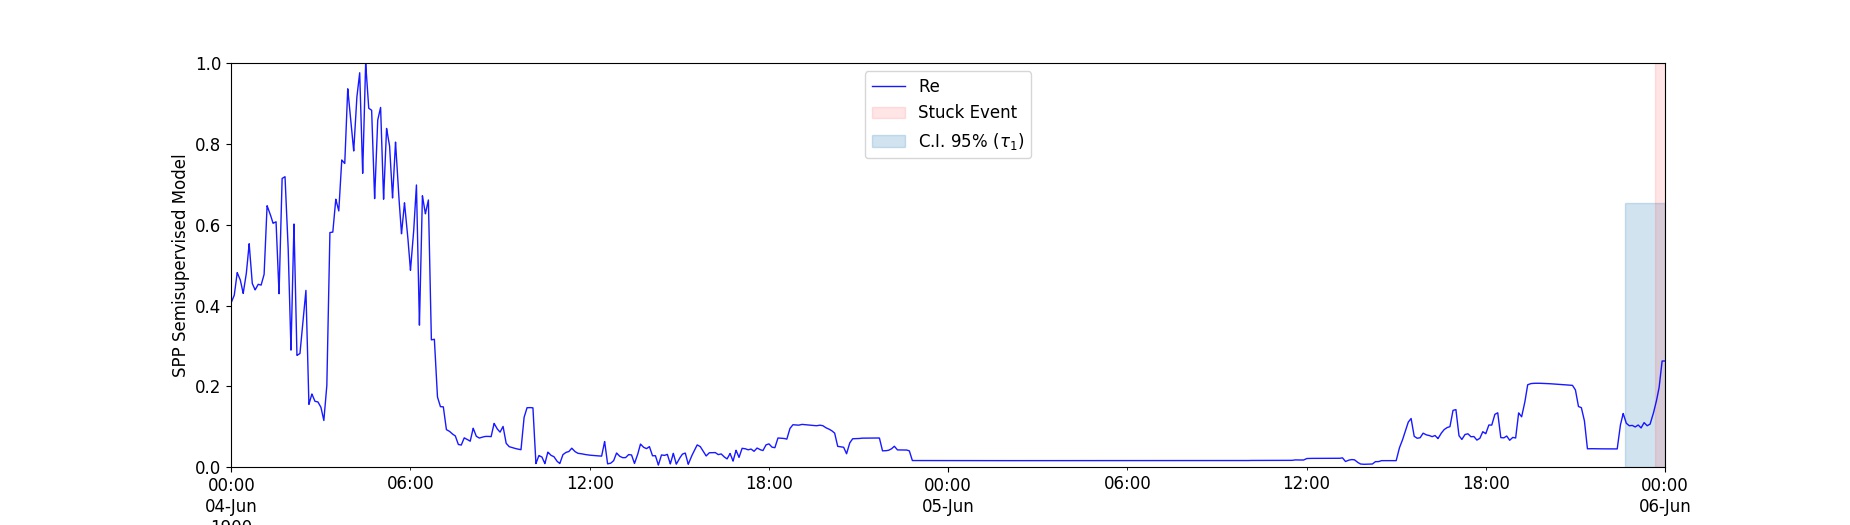 SPP Semisupervised Model
1.0
0.8
0.6
0.4
0.2
0.0
Re
Stuck Event
C.I. 95% (τ₁)
00:00 06:00 12:00 18:00 00:00 06:00 12:00 18:00 00:00
04-Jun 05-Jun 06-Jun
1900